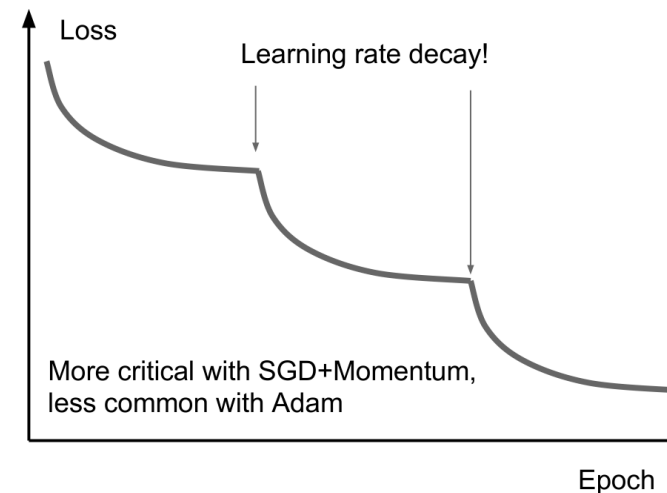 Loss
Learning rate decay!
More critical with SGD+Momentum,
less common with Adam
Epoch